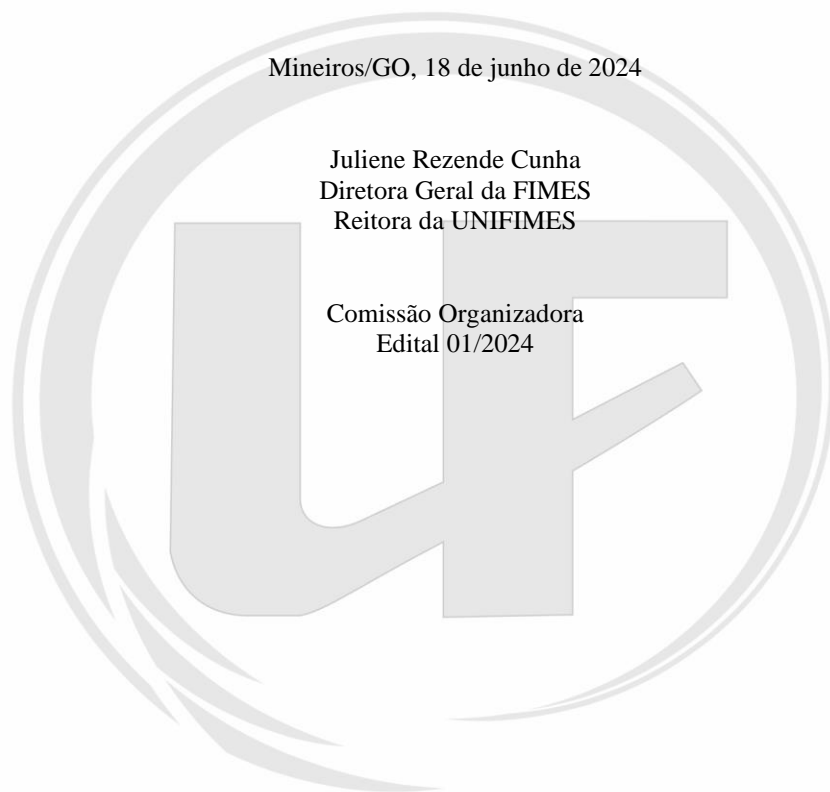 Mineiros/GO, 18 de junho de 2024
Juliene Rezende Cunha
Diretora Geral da FIMES
Reitora da UNIFIMES
Comissão Organizadora
Edital 01/2024